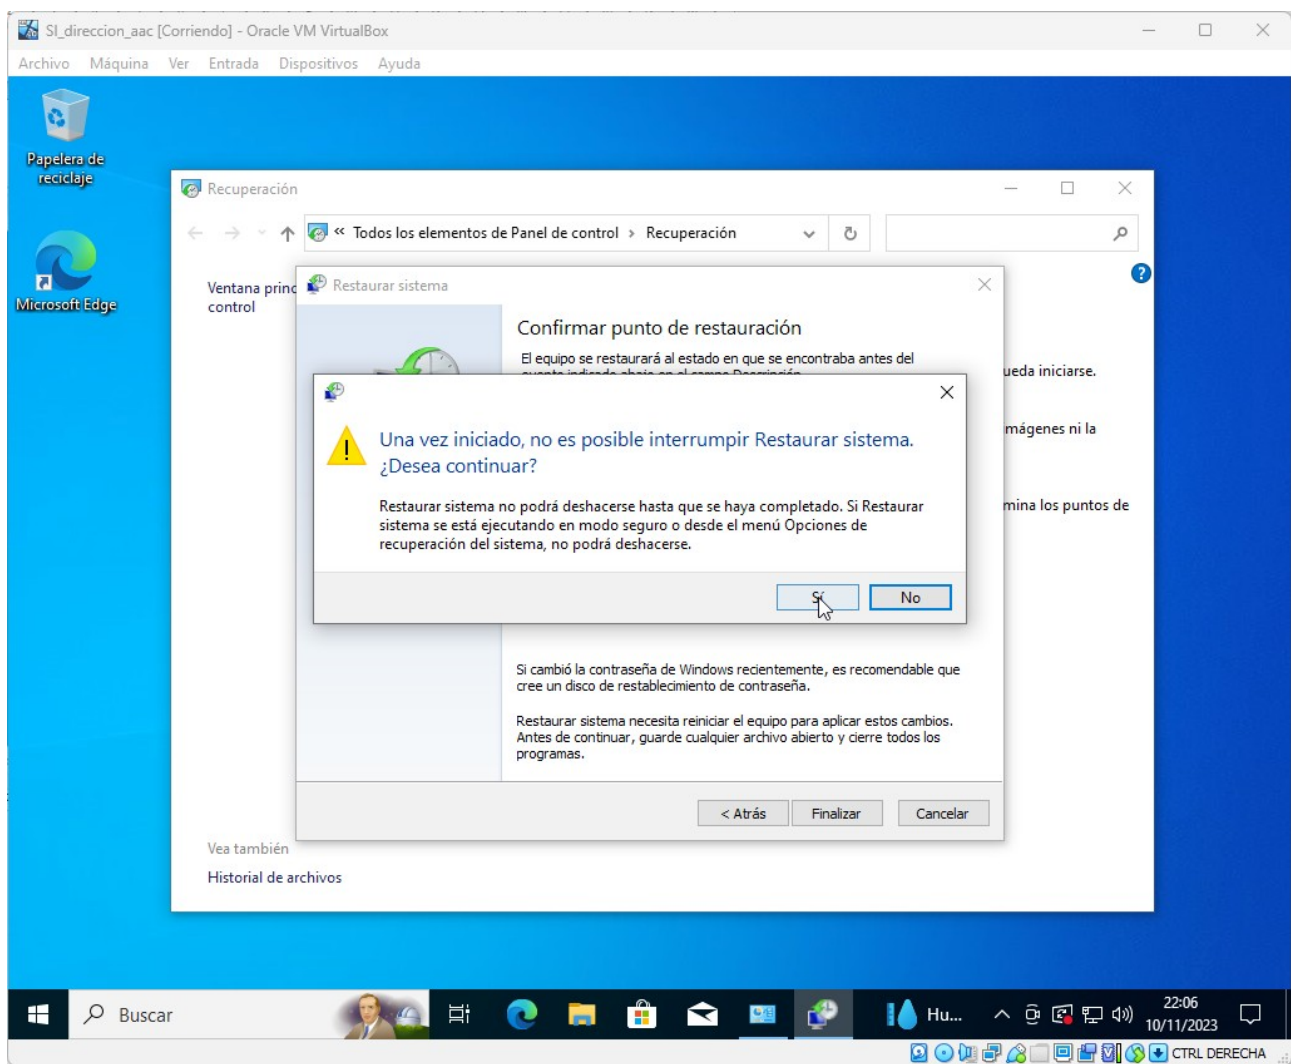 SI_direccion_aac [Corriendo] - Oracle VM VirtualBox
Archivo Máquina Ver Entrada Dispositivos Ayuda
Papelera de
reciclaje
Microsoft Edge
Recuperación
« Todos los elementos de Panel de control › Recuperación
Ventana princ
control
Restaurar sistema
Confirmar punto de restauración
El equipo se restaurará al estado en que se encontraba antes del
evento indicado abajo en el campo Descripción.
ueda iniciarse.
mágenes ni la
mina los puntos de
Una vez iniciado, no es posible interrumpir Restaurar sistema.
¿Desea continuar?
Restaurar sistema no podrá deshacerse hasta que se haya completado. Si Restaurar
sistema se está ejecutando en modo seguro o desde el menú Opciones de
recuperación del sistema, no podrá deshacerse.
Sí No
Si cambió la contraseña de Windows recientemente, es recomendable que
cree un disco de restablecimiento de contraseña.
Restaurar sistema necesita reiniciar el equipo para aplicar estos cambios.
Antes de continuar, guarde cualquier archivo abierto y cierre todos los
programas.
< Atrás Finalizar Cancelar
Vea también
Historial de archivos
Buscar
Hu...
22:06
10/11/2023
CTRL DERECHA